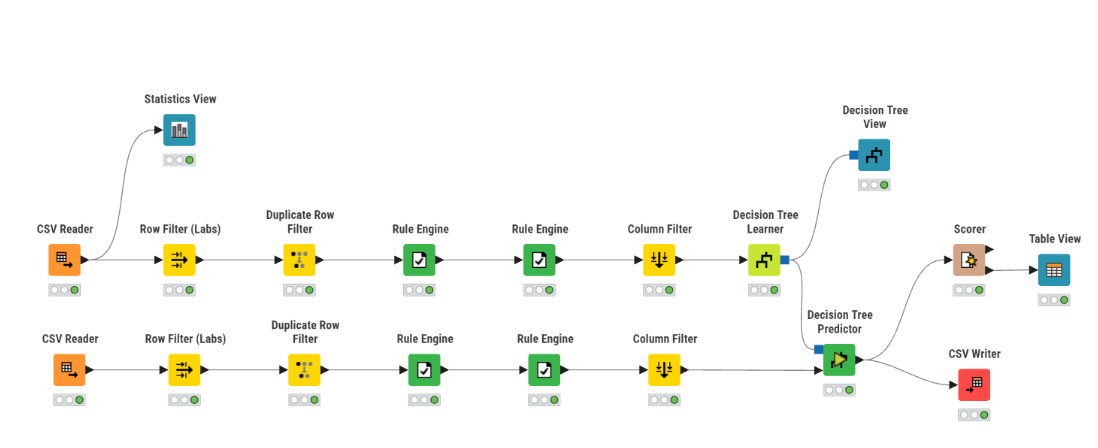 Statistics View
Decision Tree
View
CSV Reader
Row Filter (Labs)
Duplicate Row
Filter
Rule Engine
Rule Engine
Column Filter
Decision Tree
Learner
Scorer
Table View
CSV Reader
Row Filter (Labs)
Duplicate Row
Filter
Rule Engine
Rule Engine
Column Filter
Decision Tree
Predictor
CSV Writer